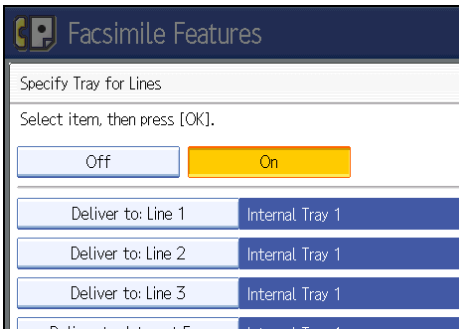 Facsimile Features
Specify Tray for Lines
Select item, then press [OK].
Off On
Deliver to: Line 1 Internal Tray 1
Deliver to: Line 2 Internal Tray 1
Deliver to: Line 3 Internal Tray 1